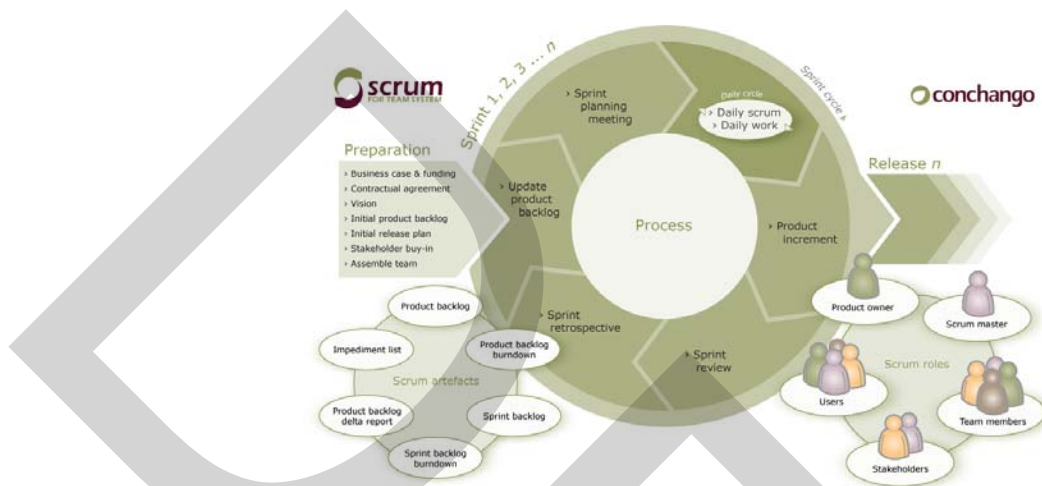 scrum
FOR TEAM SYSTEM
conchango
Sprint 1, 2, 3 ... n
Sprint cycle
Preparation
› Business case & funding
› Contractual agreement
› Vision
› Initial product backlog
› Initial release plan
› Stakeholder buy-in
› Assemble team
› Sprint
planning
meeting
Daily cycle
› Daily scrum
› Daily work
› Update
product
backlog
Process
› Product
increment
› Sprint
retrospective
› Sprint
review
Release n
Product backlog
Impediment list
Product backlog
burndown
Scrum artefacts
Product backlog
delta report
Sprint backlog
Sprint backlog
burndown
Product owner
Scrum master
Scrum roles
Users
Team members
Stakeholders